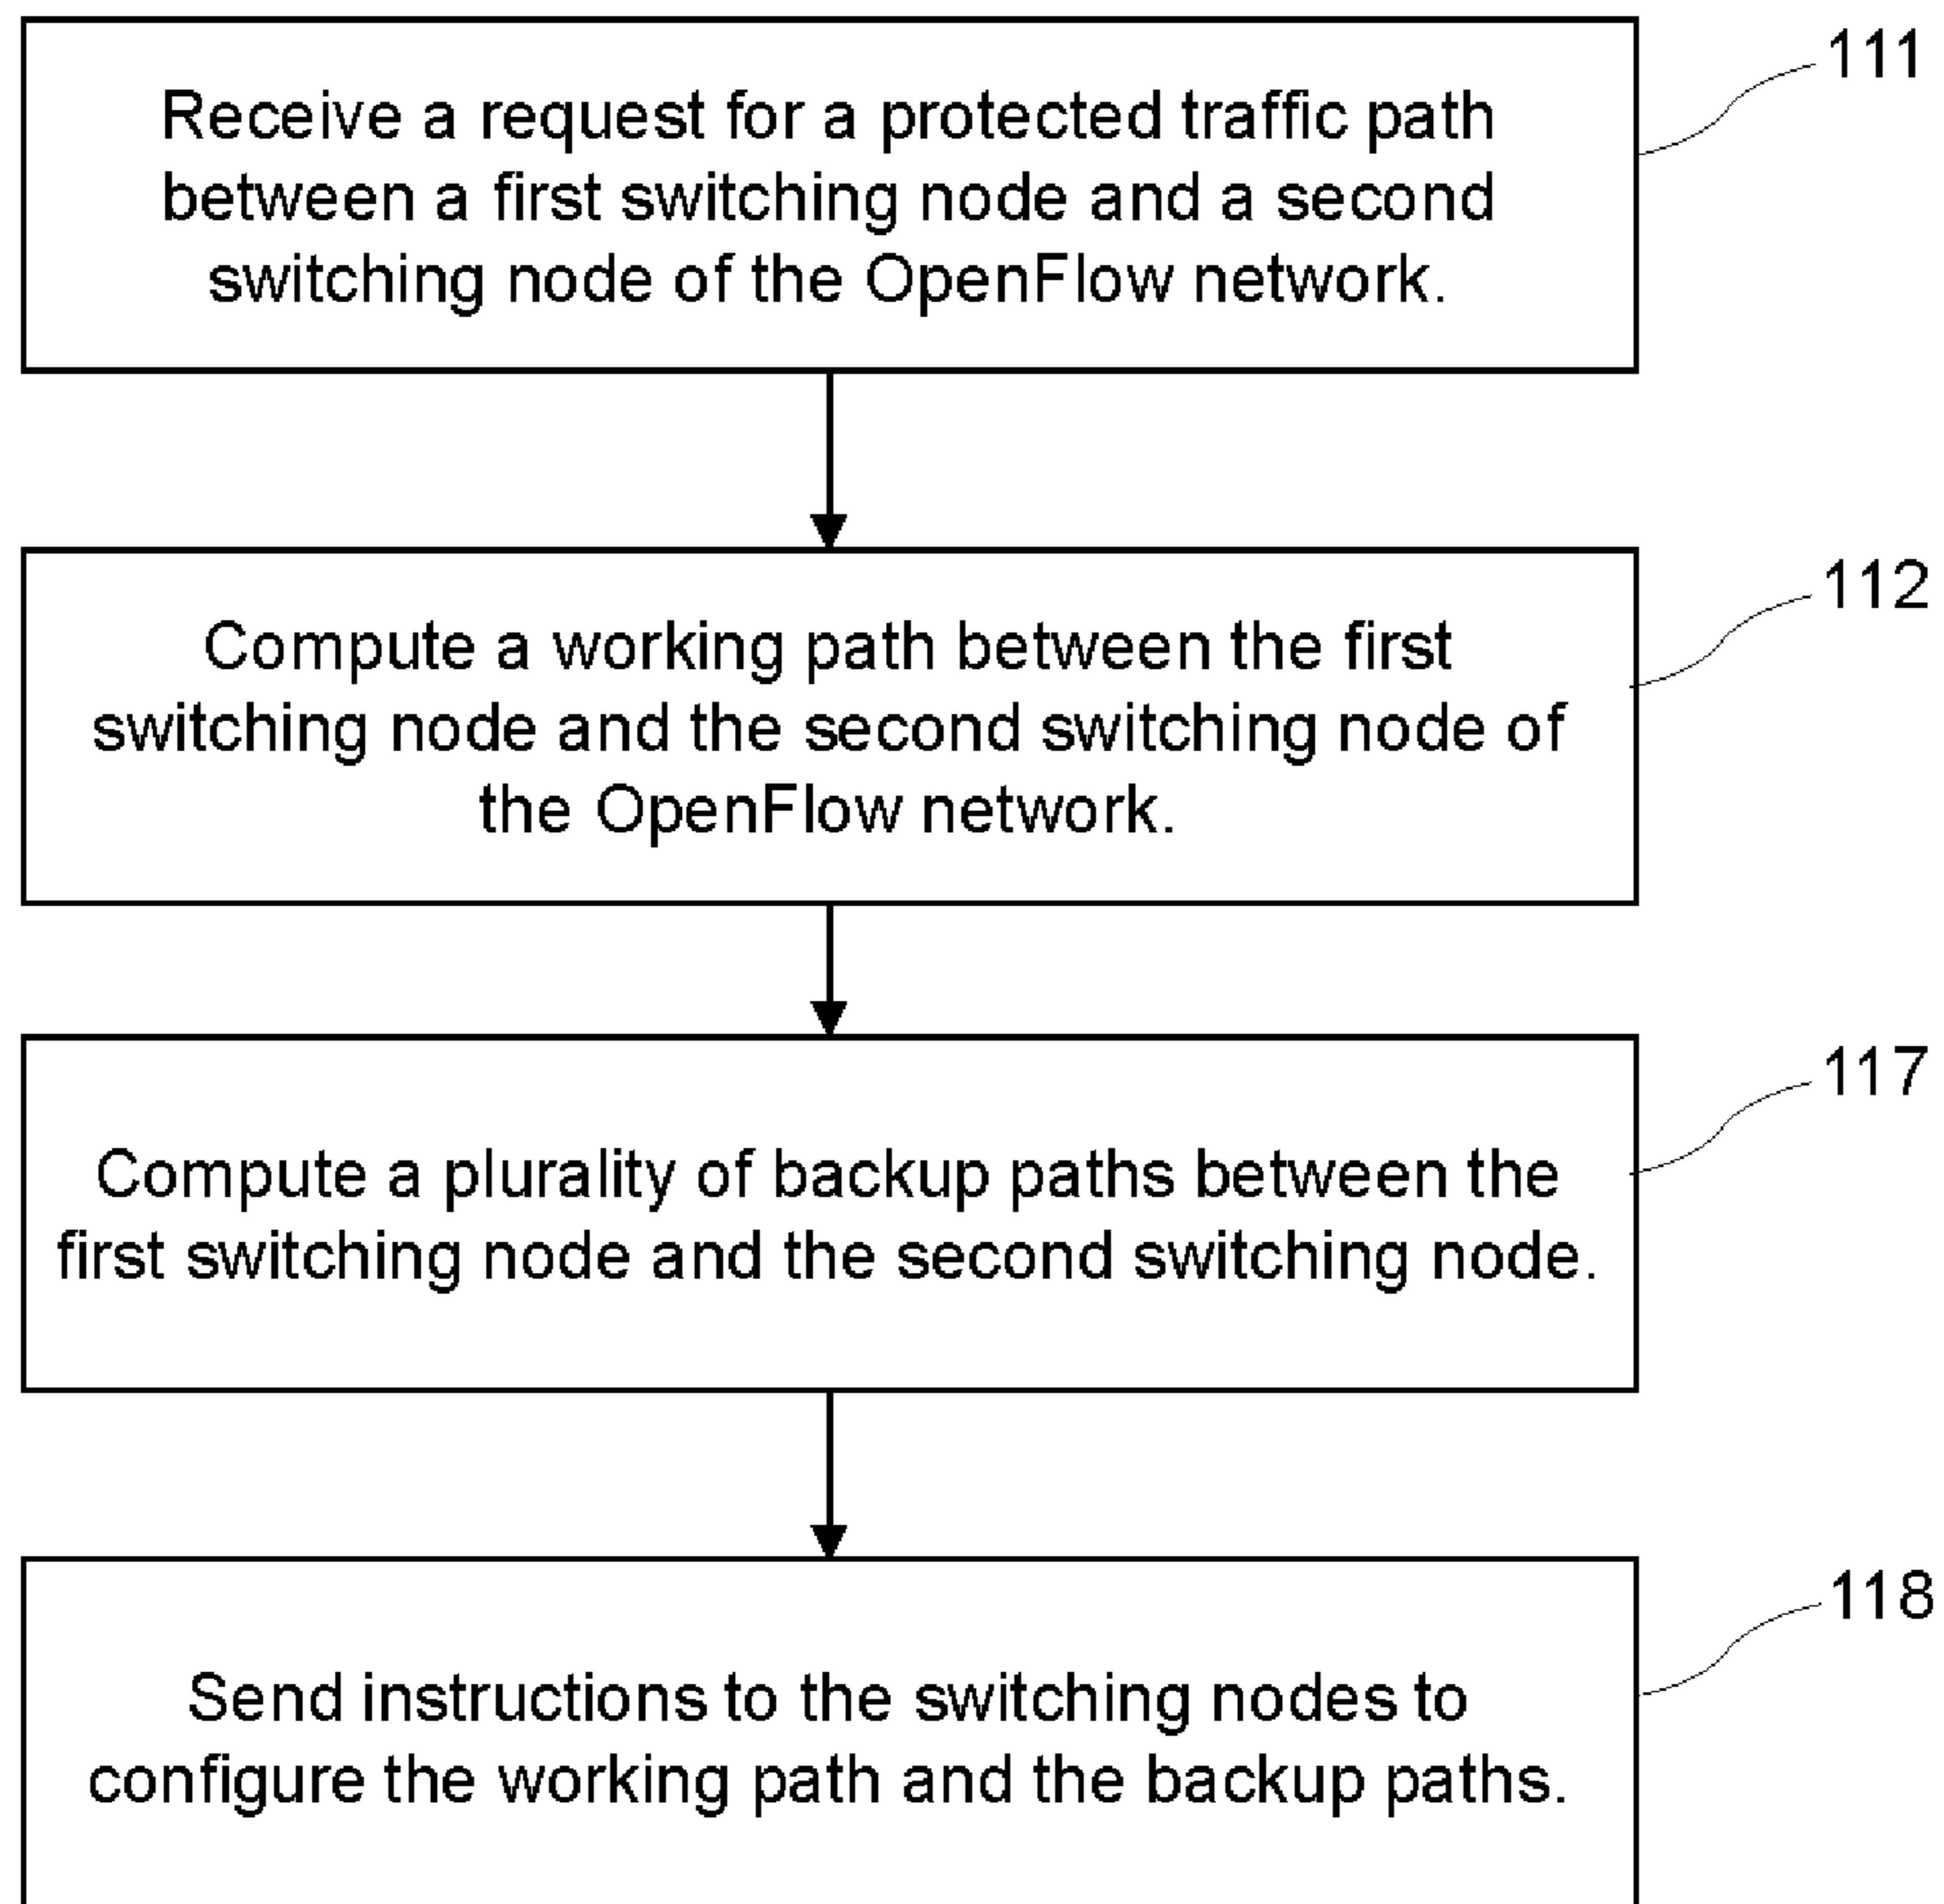 111
Receive a request for a protected traffic path
between a first switching node and a second
switching node of the OpenFlow network.
112
Compute a working path between the first
switching node and the second switching node of
the OpenFlow network.
117
Compute a plurality of backup paths between the
first switching node and the second switching node.
118
Send instructions to the switching nodes to
configure the working path and the backup paths.